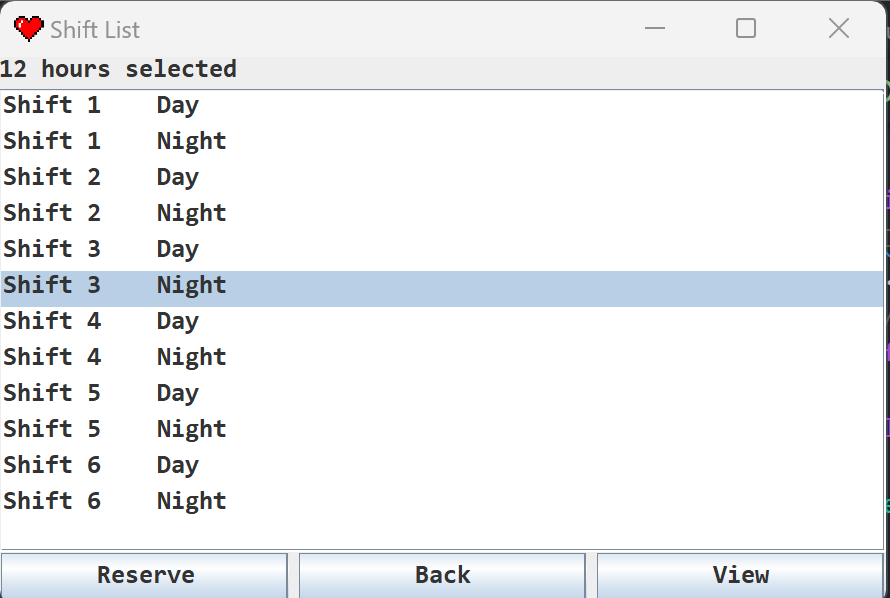 Shift List
12 hours selected
Shift 1 Day
Shift 1 Night
Shift 2 Day
Shift 2 Night
Shift 3 Day
Shift 3 Night
Shift 4 Day
Shift 4 Night
Shift 5 Day
Shift 5 Night
Shift 6 Day
Shift 6 Night
Reserve Back View